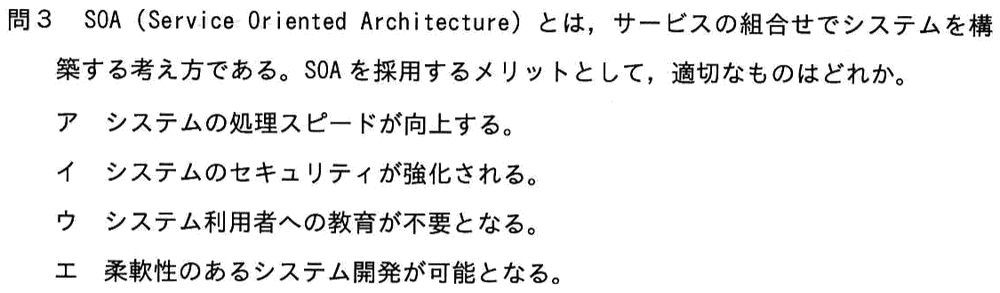 問3 SOA (Service Oriented Architecture) とは，サービスの組合せでシステムを構
築する考え方である。SOAを採用するメリットとして，適切なものはどれか。
ア システムの処理スピードが向上する。
イ システムのセキュリティが強化される。
ウ システム利用者への教育が不要となる。
エ 柔軟性のあるシステム開発が可能となる。